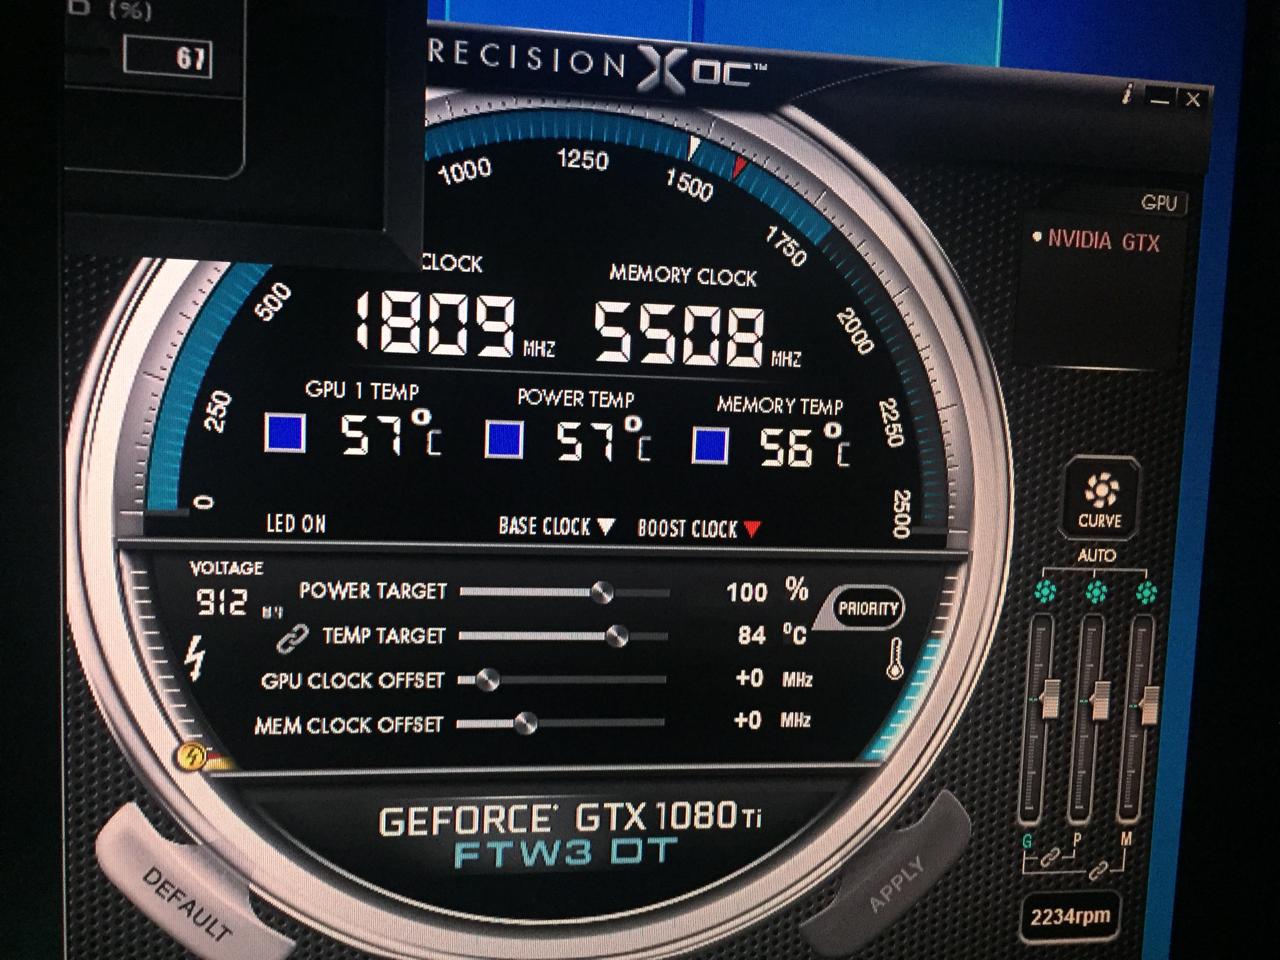 (%)
67
RECISION XOC™
i
1000
1250
1500
1750
500
2000
250
2250
0
2500
GPU
NVIDIA GTX
CLOCK
MEMORY CLOCK
1809 MHZ
5508 MHZ
GPU 1 TEMP
POWER TEMP
MEMORY TEMP
57°C
57°C
56°C
LED ON
BASE CLOCK
BOOST CLOCK
CURVE
AUTO
VOLTAGE
912
POWER TARGET
100 %
PRIORITY
TEMP TARGET
84 °C
GPU CLOCK OFFSET
+0 MHz
MEM CLOCK OFFSET
+0 MHz
GEFORCE® GTX 1080 Ti
FTW3 DT
DEFAULT
APPLY
G P M
2234rpm